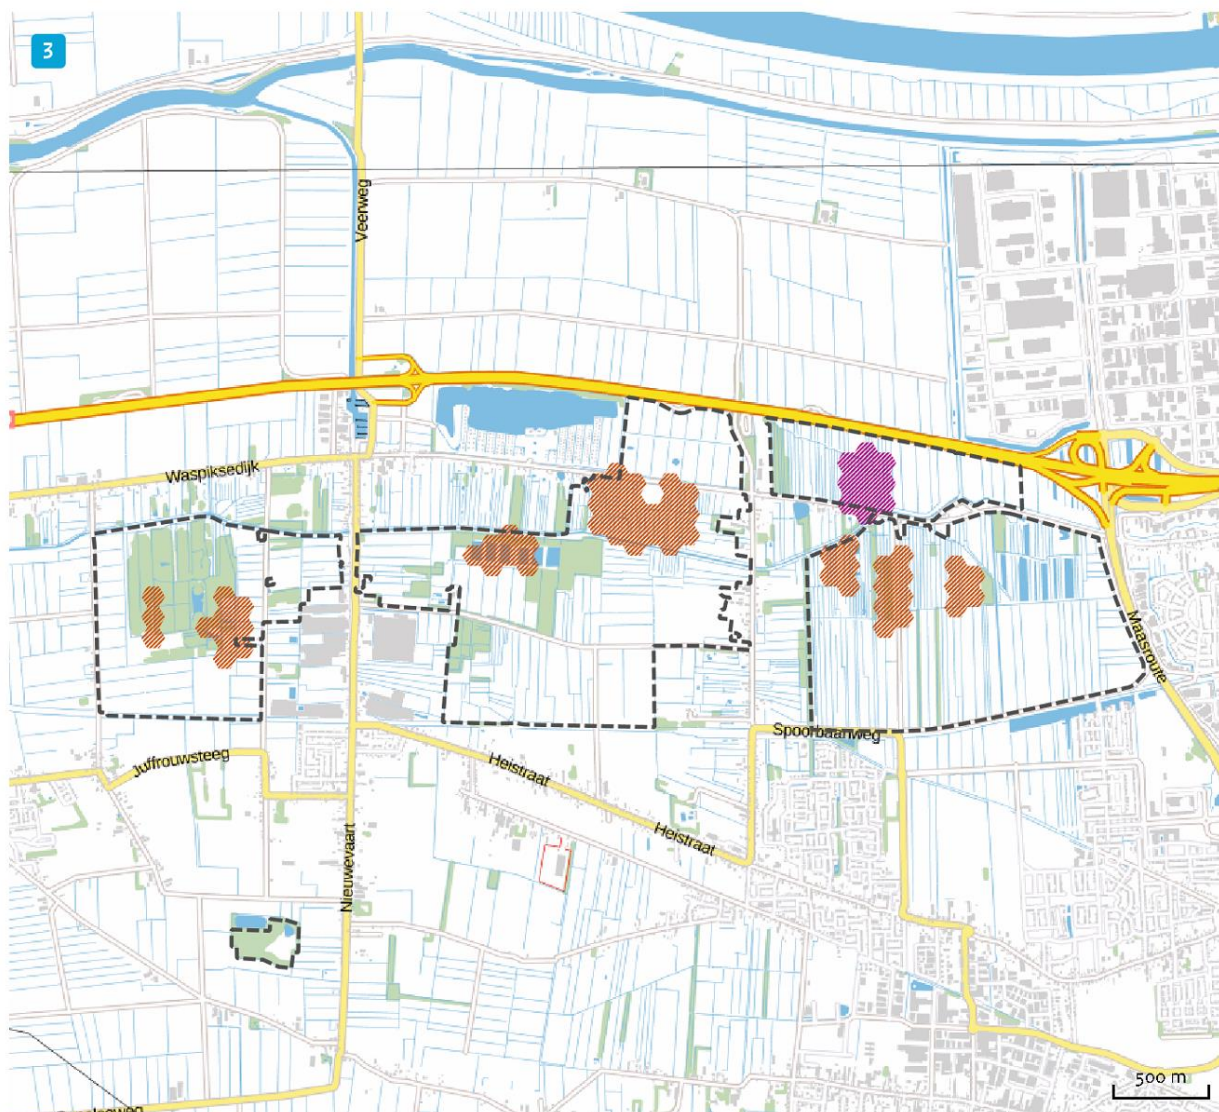 3
Veerweg
Waspiksedijk
Maasroute
Spoorbaanweg
Juffrouwsteeg
Heistraat
Heistraat
Nieuwevaart
500 m